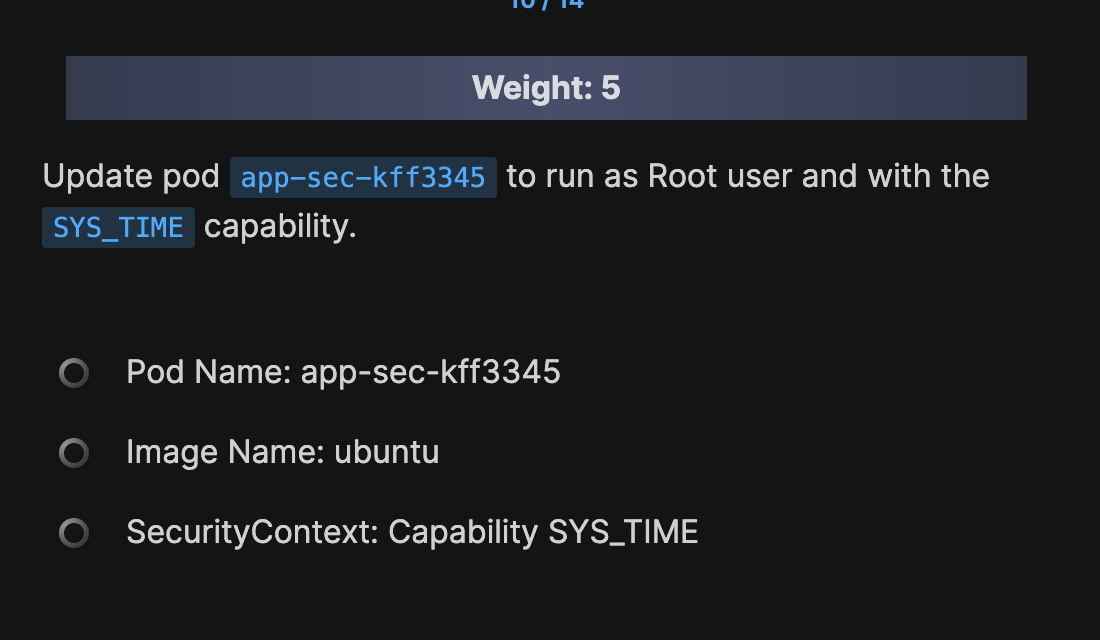 10 / 14
Weight: 5
Update pod app-sec-kff3345 to run as Root user and with the
SYS_TIME capability.
Pod Name: app-sec-kff3345
Image Name: ubuntu
SecurityContext: Capability SYS_TIME